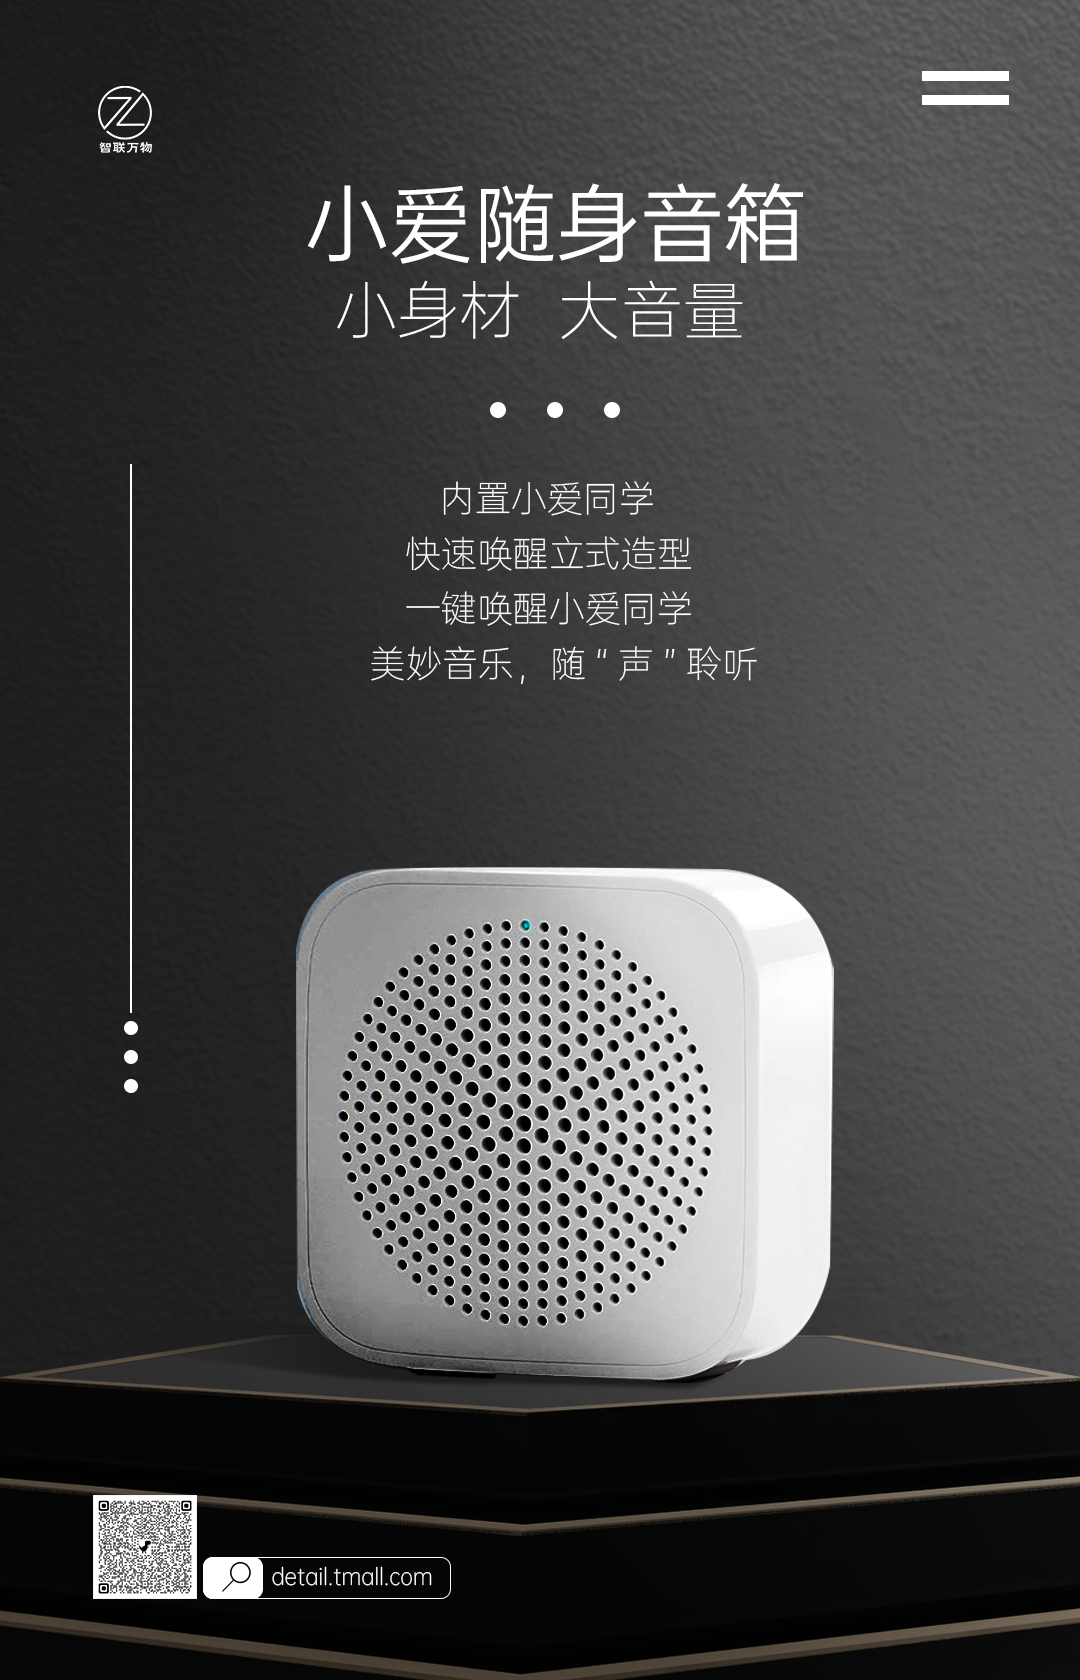 智联万物
小爱随身音箱
小身材 大音量
内置小爱同学
快速唤醒立式造型
一键唤醒小爱同学
美妙音乐，随“声”聆听
detail.tmall.com